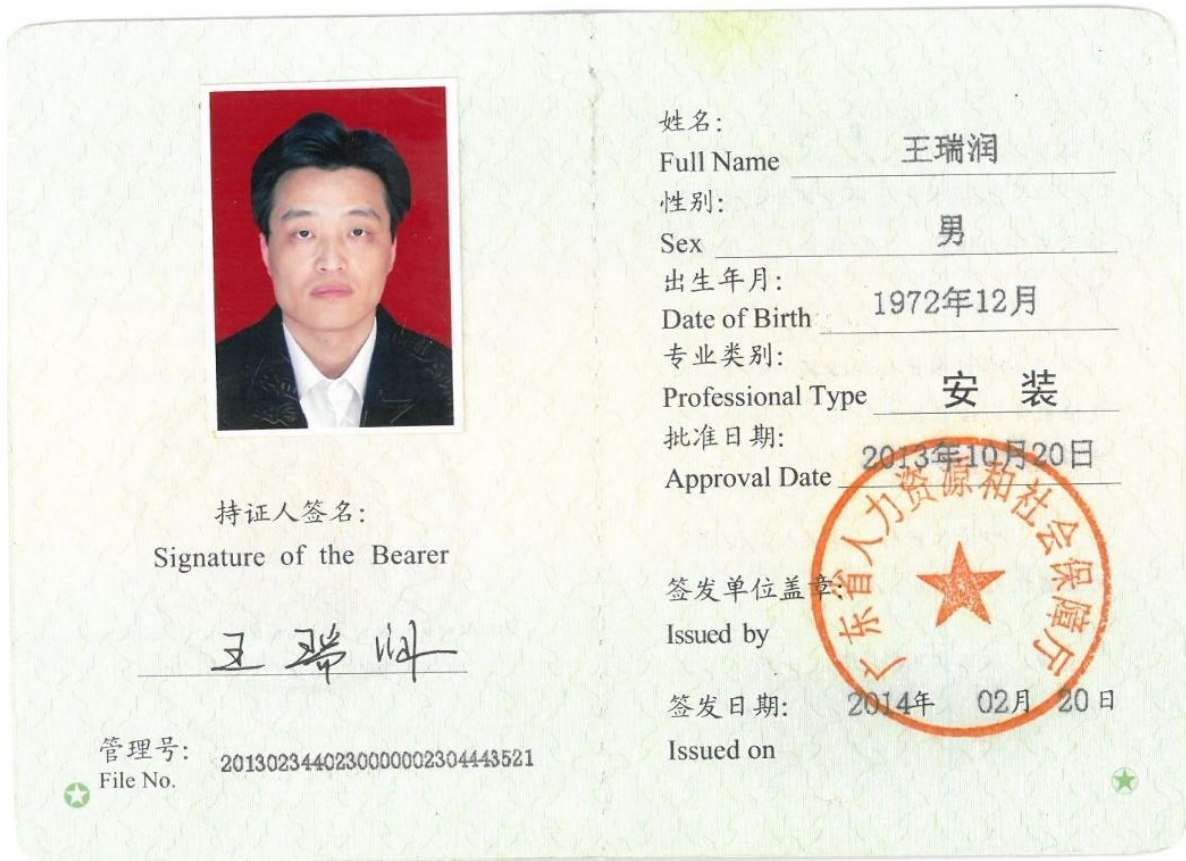 持证人签名:
Signature of the Bearer
王瑞润
管理号:
File No. 2013023440230000002304443521
姓名:
Full Name 王瑞润
性别:
Sex 男
出生年月:
Date of Birth 1972年12月
专业类别:
Professional Type 安 装
批准日期:
Approval Date 2013年10月20日
签发单位盖章:
Issued by
广东省人力资源和社会保障厅
签发日期: 2014年 02月 20日
Issued on